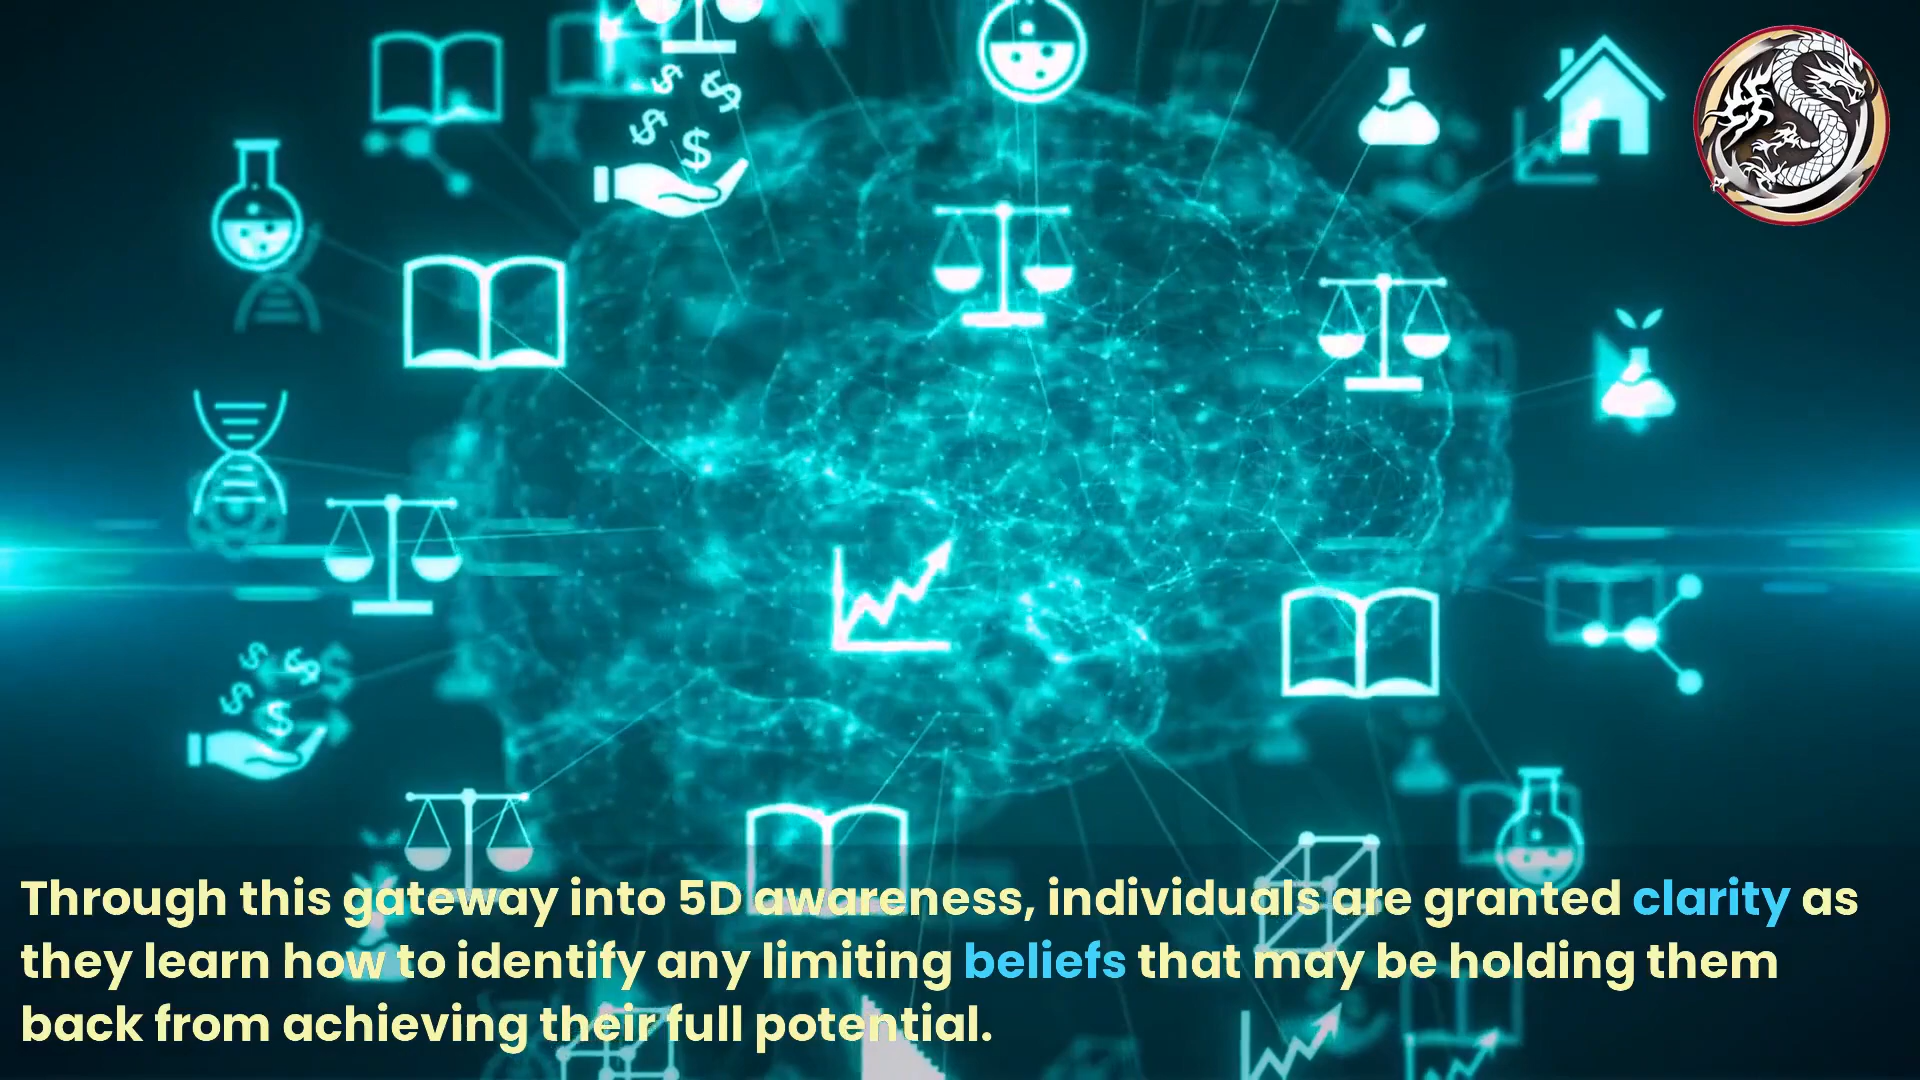 Through this gateway into 5D awareness, individuals are granted clarity as
they learn how to identify any limiting beliefs that may be holding them
back from achieving their full potential.